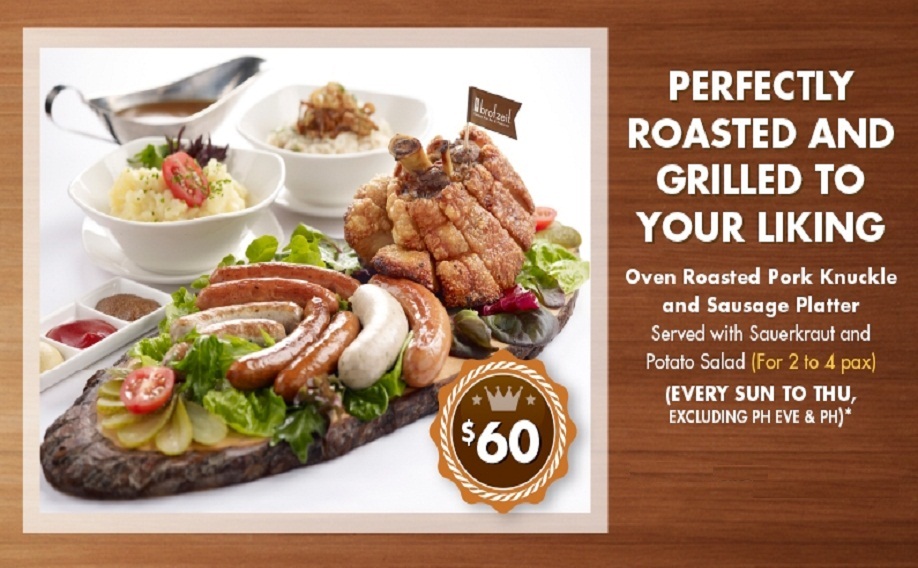 brotzeit
PERFECTLY
ROASTED AND
GRILLED TO
YOUR LIKING
Oven Roasted Pork Knuckle
and Sausage Platter
Served with Sauerkraut and
Potato Salad (For 2 to 4 pax)
(EVERY SUN TO THU,
EXCLUDING PH EVE & PH)*
$60